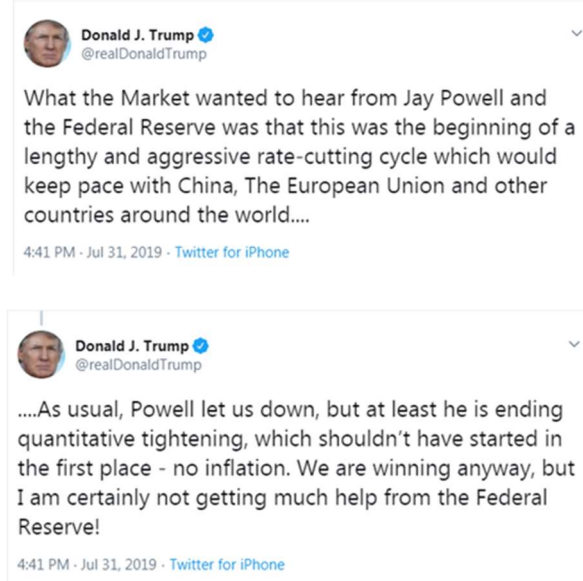 Donald J. Trump
@realDonaldTrump
What the Market wanted to hear from Jay Powell and
the Federal Reserve was that this was the beginning of a
lengthy and aggressive rate-cutting cycle which would
keep pace with China, The European Union and other
countries around the world....
4:41 PM · Jul 31, 2019 · Twitter for iPhone
Donald J. Trump
@realDonaldTrump
....As usual, Powell let us down, but at least he is ending
quantitative tightening, which shouldn’t have started in
the first place - no inflation. We are winning anyway, but
I am certainly not getting much help from the Federal
Reserve!
4:41 PM · Jul 31, 2019 · Twitter for iPhone